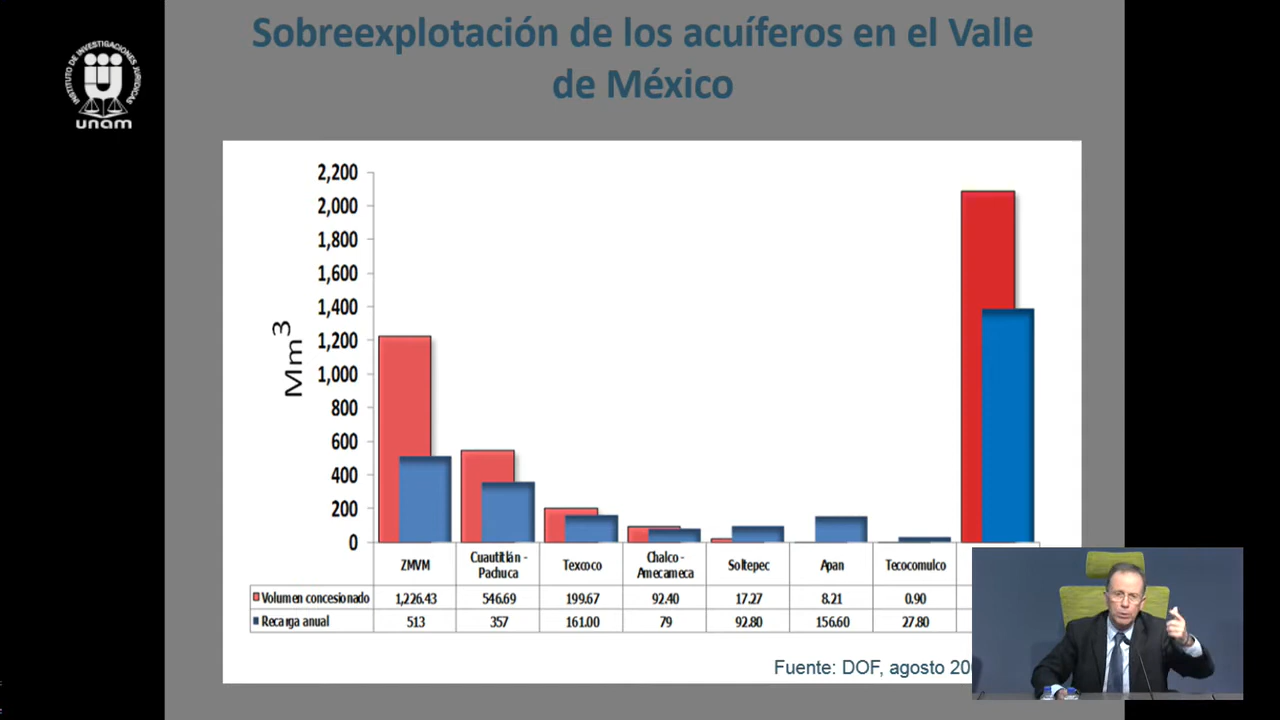 Sobreexplotación de los acuíferos en el Valle
de México
INSTITUTO DE INVESTIGACIONES JURIDICAS
unam
Mm3
2,200
2,000
1,800
1,600
1,400
1,200
1,000
800
600
400
200
0
ZMVM Cuautitlán - Pachuca Texcoco Chalco - Amecameca Soltepec Apan Tecocomulco
Volumen concesionado 1,226.43 546.69 199.67 92.40 17.27 8.21 0.90
Recarga anual 513 357 161.00 79 92.80 156.60 27.80
Fuente: DOF, agosto